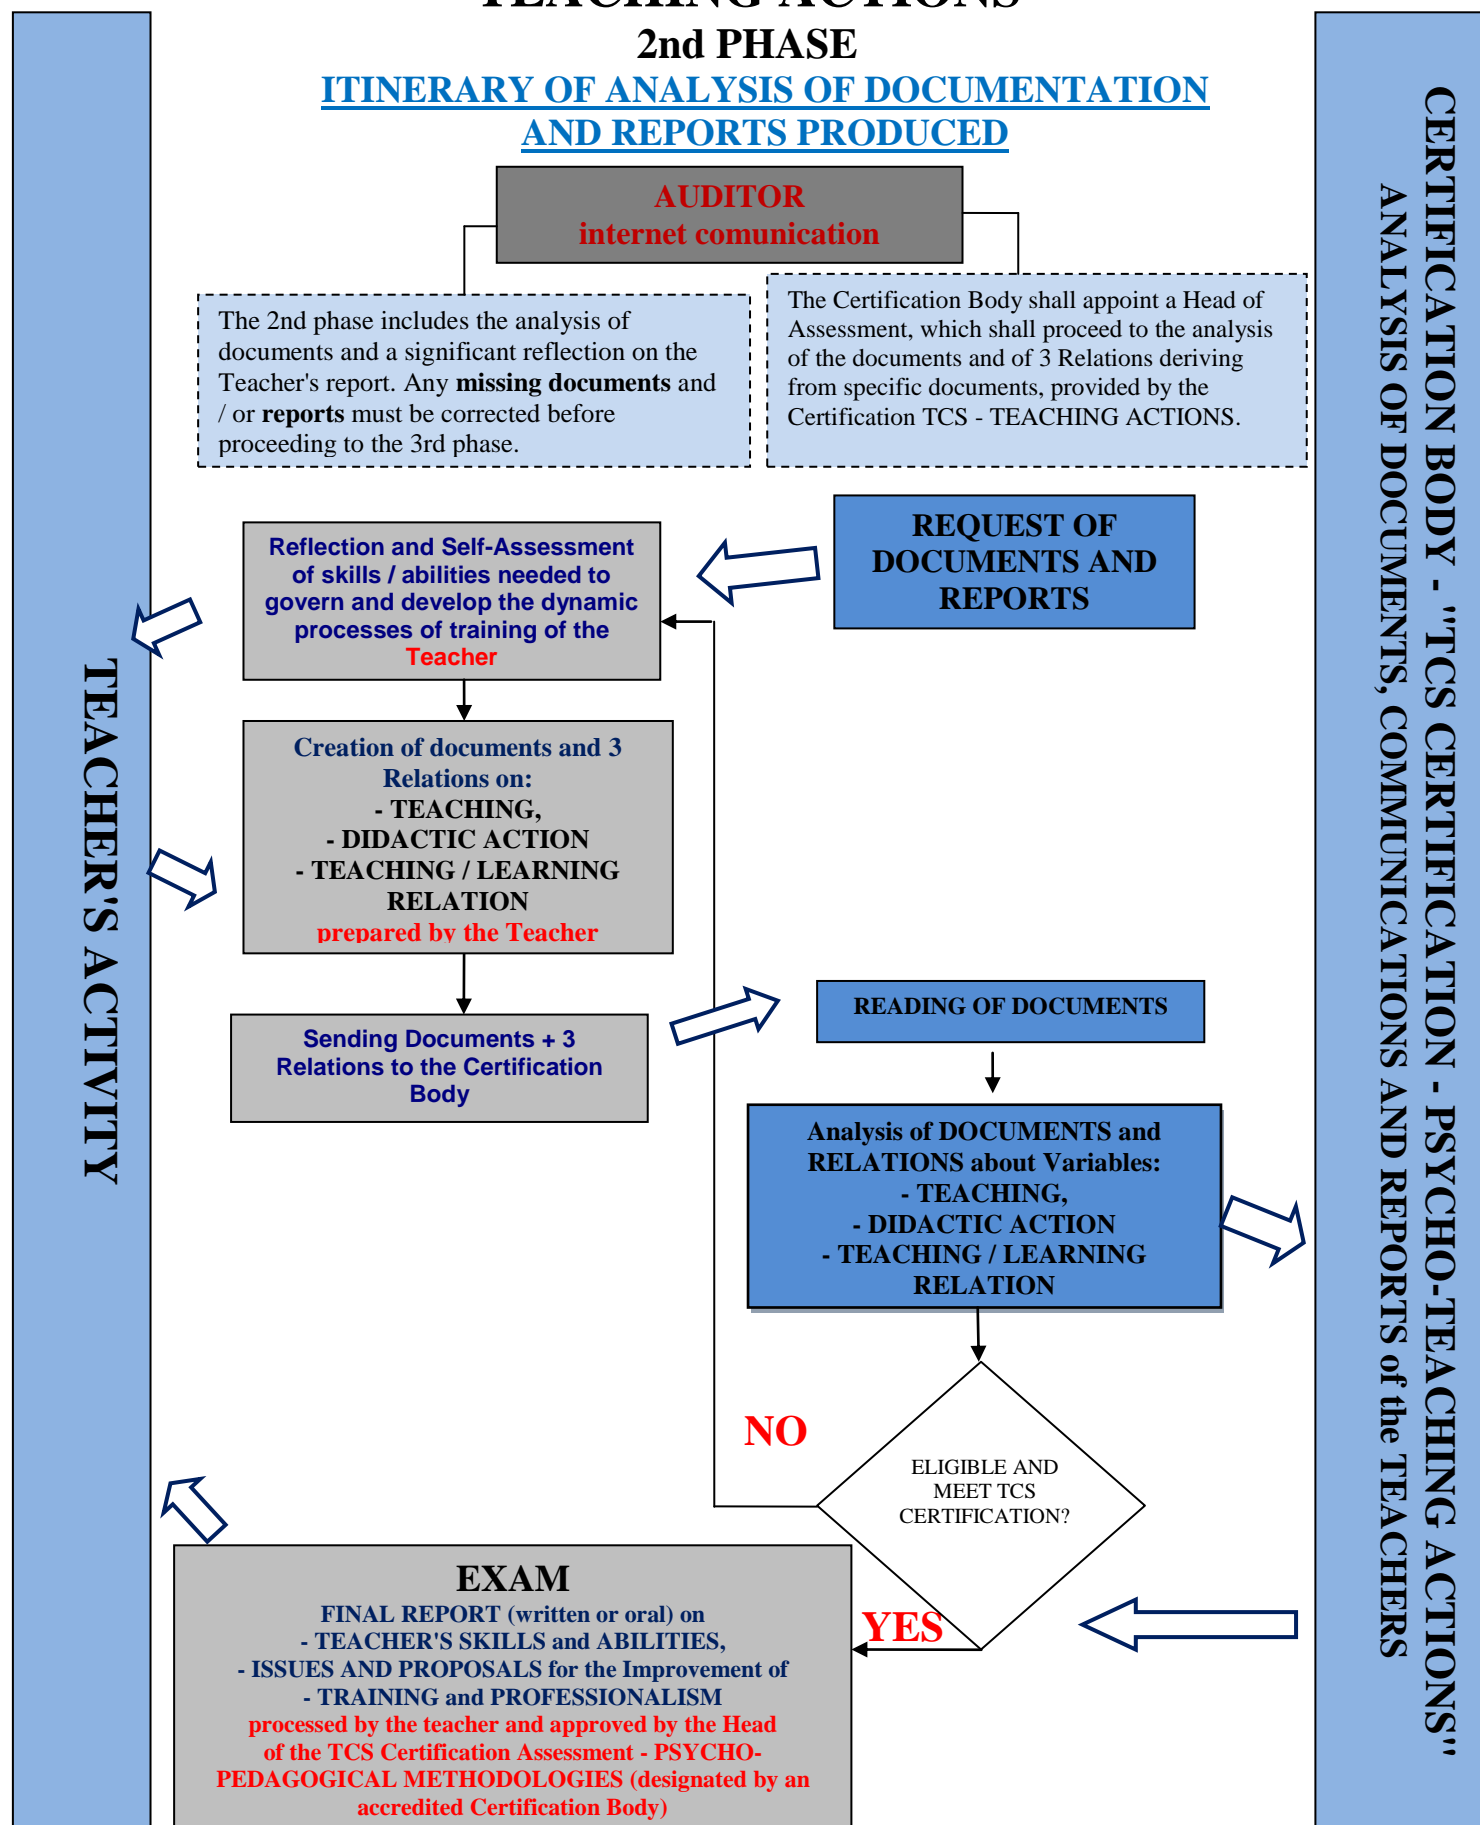 TEACHING ACTIONS
2nd PHASE
ITINERARY OF ANALYSIS OF DOCUMENTATION
AND REPORTS PRODUCED
AUDITOR
internet comunication
The 2nd phase includes the analysis of
documents and a significant reflection on the
Teacher's report. Any missing documents and
/ or reports must be corrected before
proceeding to the 3rd phase.
The Certification Body shall appoint a Head of
Assessment, which shall proceed to the analysis
of the documents and of 3 Relations deriving
from specific documents, provided by the
Certification TCS - TEACHING ACTIONS.
REQUEST OF
DOCUMENTS AND
REPORTS
Reflection and Self-Assessment
of skills / abilities needed to
govern and develop the dynamic
processes of training of the
Teacher
Creation of documents and 3
Relations on:
- TEACHING,
- DIDACTIC ACTION
- TEACHING / LEARNING
RELATION
prepared by the Teacher
Sending Documents + 3
Relations to the Certification
Body
READING OF DOCUMENTS
Analysis of DOCUMENTS and
RELATIONS about Variables:
- TEACHING,
- DIDACTIC ACTION
- TEACHING / LEARNING
RELATION
NO
ELIGIBLE AND
MEET TCS
CERTIFICATION?
YES
EXAM
FINAL REPORT (written or oral) on
- TEACHER'S SKILLS and ABILITIES,
- ISSUES AND PROPOSALS for the Improvement of
- TRAINING and PROFESSIONALISM
processed by the teacher and approved by the Head
of the TCS Certification Assessment - PSYCHO-
PEDAGOGICAL METHODOLOGIES (designated by an
accredited Certification Body)
TEACHER'S ACTIVITY
CERTIFICATION BODY - "TCS CERTIFICATION - PSYCHO-TEACHING ACTIONS"
ANALYSIS OF DOCUMENTS, COMMUNICATIONS AND REPORTS of the TEACHERS